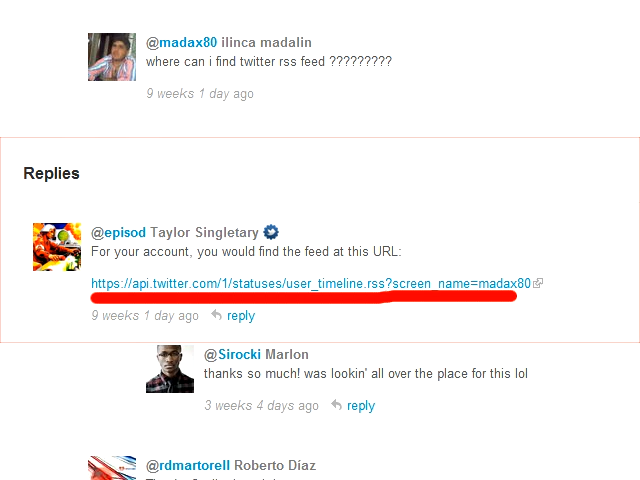 @madax80 ilinca madalin
where can i find twitter rss feed ?????????
9 weeks 1 day ago
Replies
@episod Taylor Singletary
For your account, you would find the feed at this URL:
https://api.twitter.com/1/statuses/user_timeline.rss?screen_name=madax80
9 weeks 1 day ago reply
@Sirocki Marlon
thanks so much! was lookin' all over the place for this lol
3 weeks 4 days ago reply
@rdmartorell Roberto Díaz